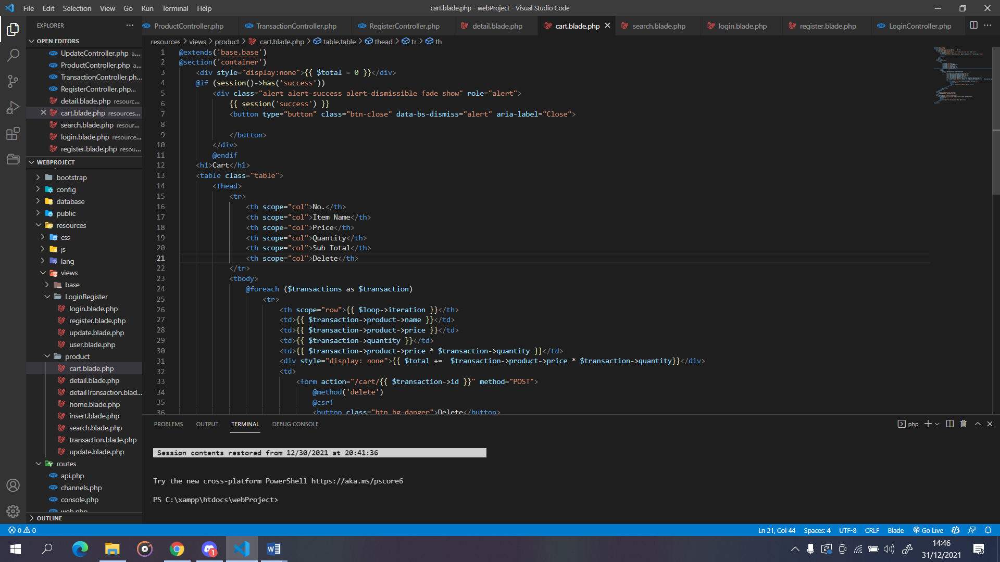 File Edit Selection View Go Run Terminal Help
cart.blade.php - webProject - Visual Studio Code
EXPLORER
ProductController.php TransactionController.php RegisterController.php detail.blade.php cart.blade.php search.blade.php login.blade.php register.blade.php LoginController.php
OPEN EDITORS
UpdateController.php a...
ProductController.php a...
TransactionController.ph...
RegisterController.php...
detail.blade.php resourc...
cart.blade.php resources...
search.blade.php resour...
login.blade.php resource...
register.blade.php resou...
WEBPROJECT
bootstrap
config
database
public
resources
css
js
lang
views
base
LoginRegister
login.blade.php
register.blade.php
update.blade.php
user.blade.php
product
cart.blade.php
detail.blade.php
detailTransaction.blad...
home.blade.php
insert.blade.php
search.blade.php
transaction.blade.php
update.blade.php
routes
api.php
channels.php
console.php
web.php
OUTLINE
resources > views > product > cart.blade.php > table.table > thead > tr > th
1 @extends('base.base')
2 @section('container')
3 <div style="display:none">{{ $total = 0 }}</div>
4 @if (session()->has('success'))
5 <div class="alert alert-success alert-dismissible fade show" role="alert">
6 {{ session('success') }}
7 <button type="button" class="btn-close" data-bs-dismiss="alert" aria-label="Close">
8
9 </button>
10 </div>
11 @endif
12 <h1>Cart</h1>
13 <table class="table">
14 <thead>
15 <tr>
16 <th scope="col">No.</th>
17 <th scope="col">Item Name</th>
18 <th scope="col">Price</th>
19 <th scope="col">Quantity</th>
20 <th scope="col">Sub Total</th>
21 <th scope="col">Delete</th>
22 </tr>
23 <tbody>
24 @foreach ($transactions as $transaction)
25 <tr>
26 <th scope="row">{{ $loop->iteration }}</th>
27 <td>{{ $transaction->product->name }}</td>
28 <td>{{ $transaction->product->price }}</td>
29 <td>{{ $transaction->quantity }}</td>
30 <td>{{ $transaction->product->price * $transaction->quantity }}</td>
31 <div style="display: none">{{ $total +=  $transaction->product->price * $transaction->quantity}}</div>
32 <td>
33 <form action="/cart/{{ $transaction->id }}" method="POST">
34 @method('delete')
35 @csrf
36 <button class="btn bg-danger">Delete</button>
PROBLEMS OUTPUT TERMINAL DEBUG CONSOLE
php
Session contents restored from 12/30/2021 at 20:41:36
Try the new cross-platform PowerShell https://aka.ms/pscore6
PS C:\xampp\htdocs\webProject>
0 0
Ln 21, Col 44 Spaces: 4 UTF-8 CRLF Blade Go Live
1
14:46
31/12/2021